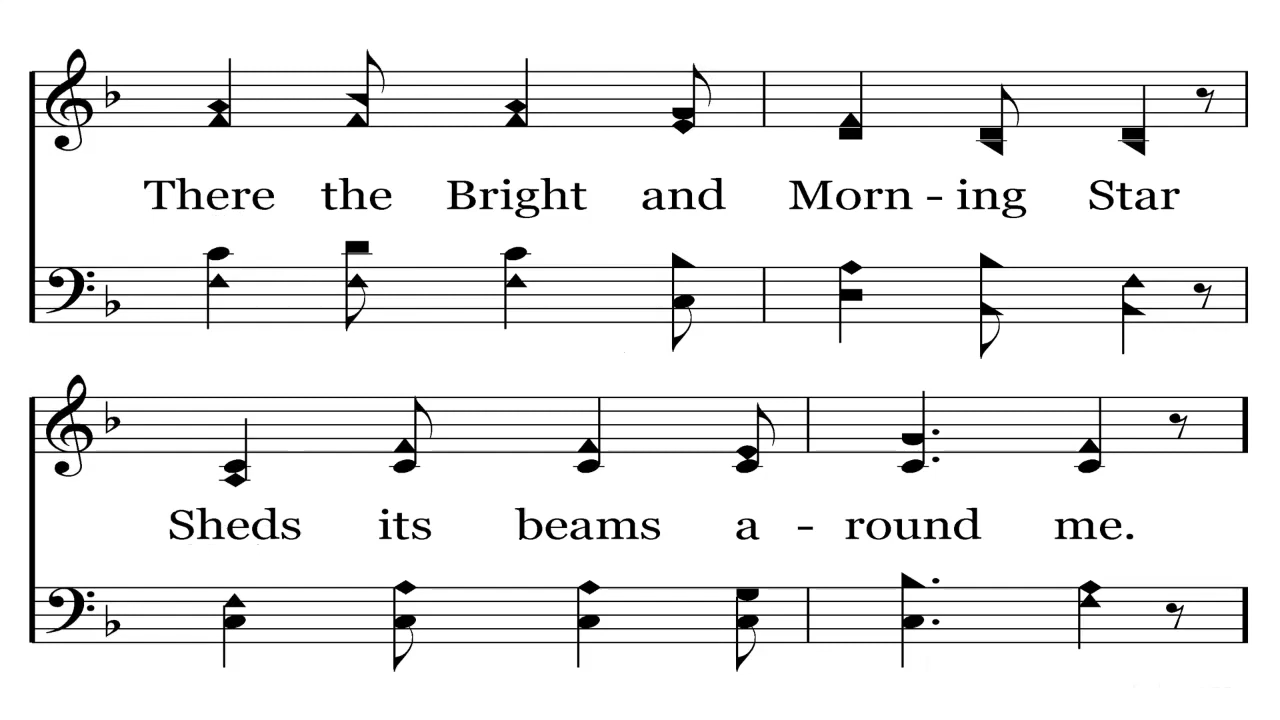 There the Bright and Morn - ing Star
Sheds its beams a - round me.